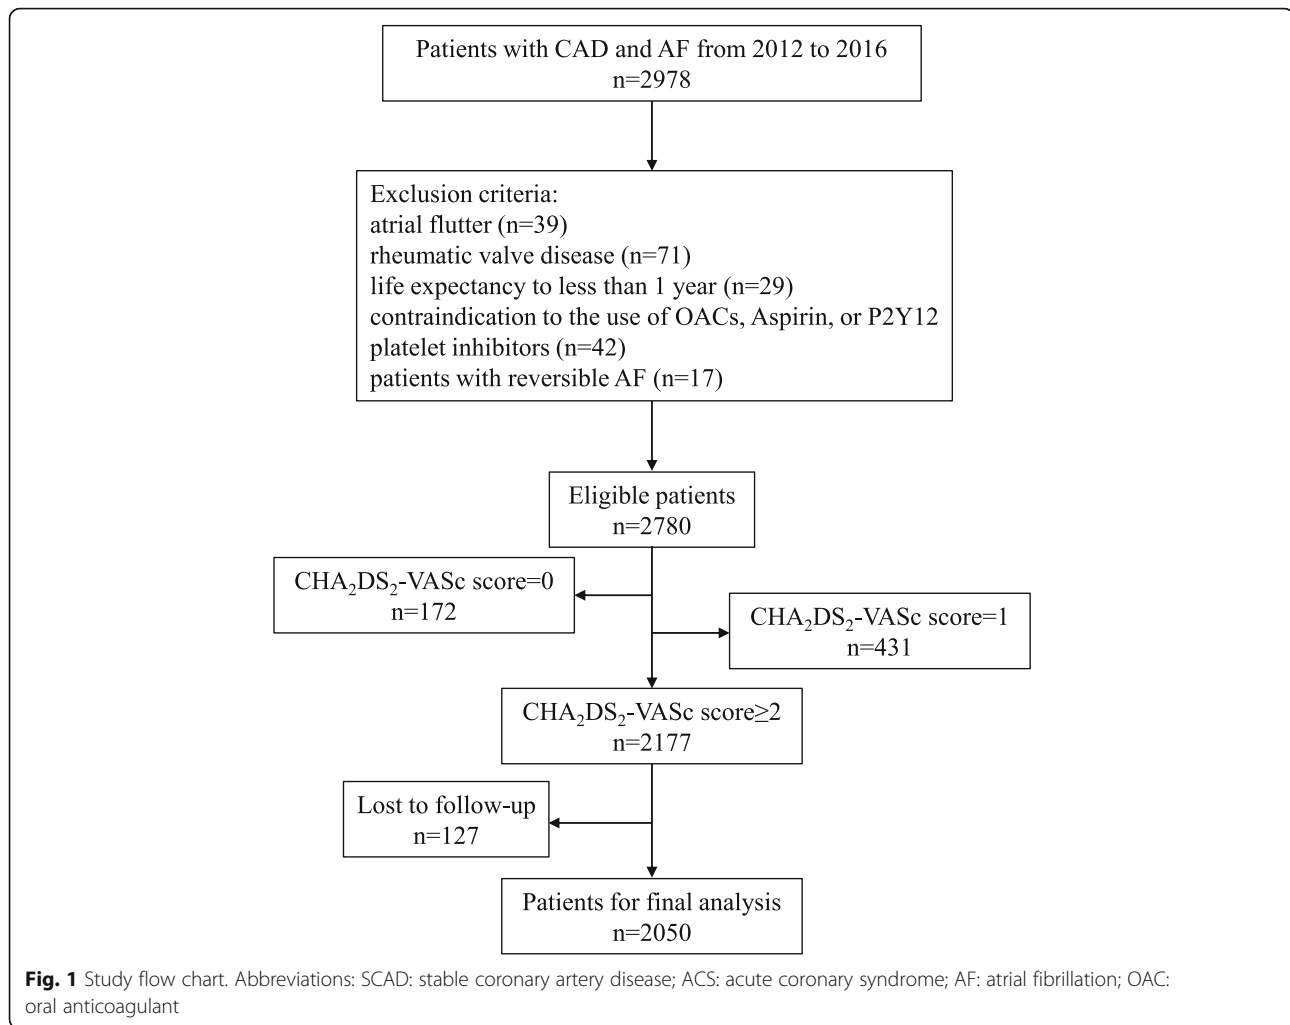 Patients with CAD and AF from 2012 to 2016
n=2978
Exclusion criteria:
atrial flutter (n=39)
rheumatic valve disease (n=71)
life expectancy to less than 1 year (n=29)
contraindication to the use of OACs, Aspirin, or P2Y12
platelet inhibitors (n=42)
patients with reversible AF (n=17)
Eligible patients
n=2780
CHA₂DS₂-VASc score=0
n=172
CHA₂DS₂-VASc score=1
n=431
CHA₂DS₂-VASc score≥2
n=2177
Lost to follow-up
n=127
Patients for final analysis
n=2050
Fig. 1 Study flow chart. Abbreviations: SCAD: stable coronary artery disease; ACS: acute coronary syndrome; AF: atrial fibrillation; OAC:
oral anticoagulant